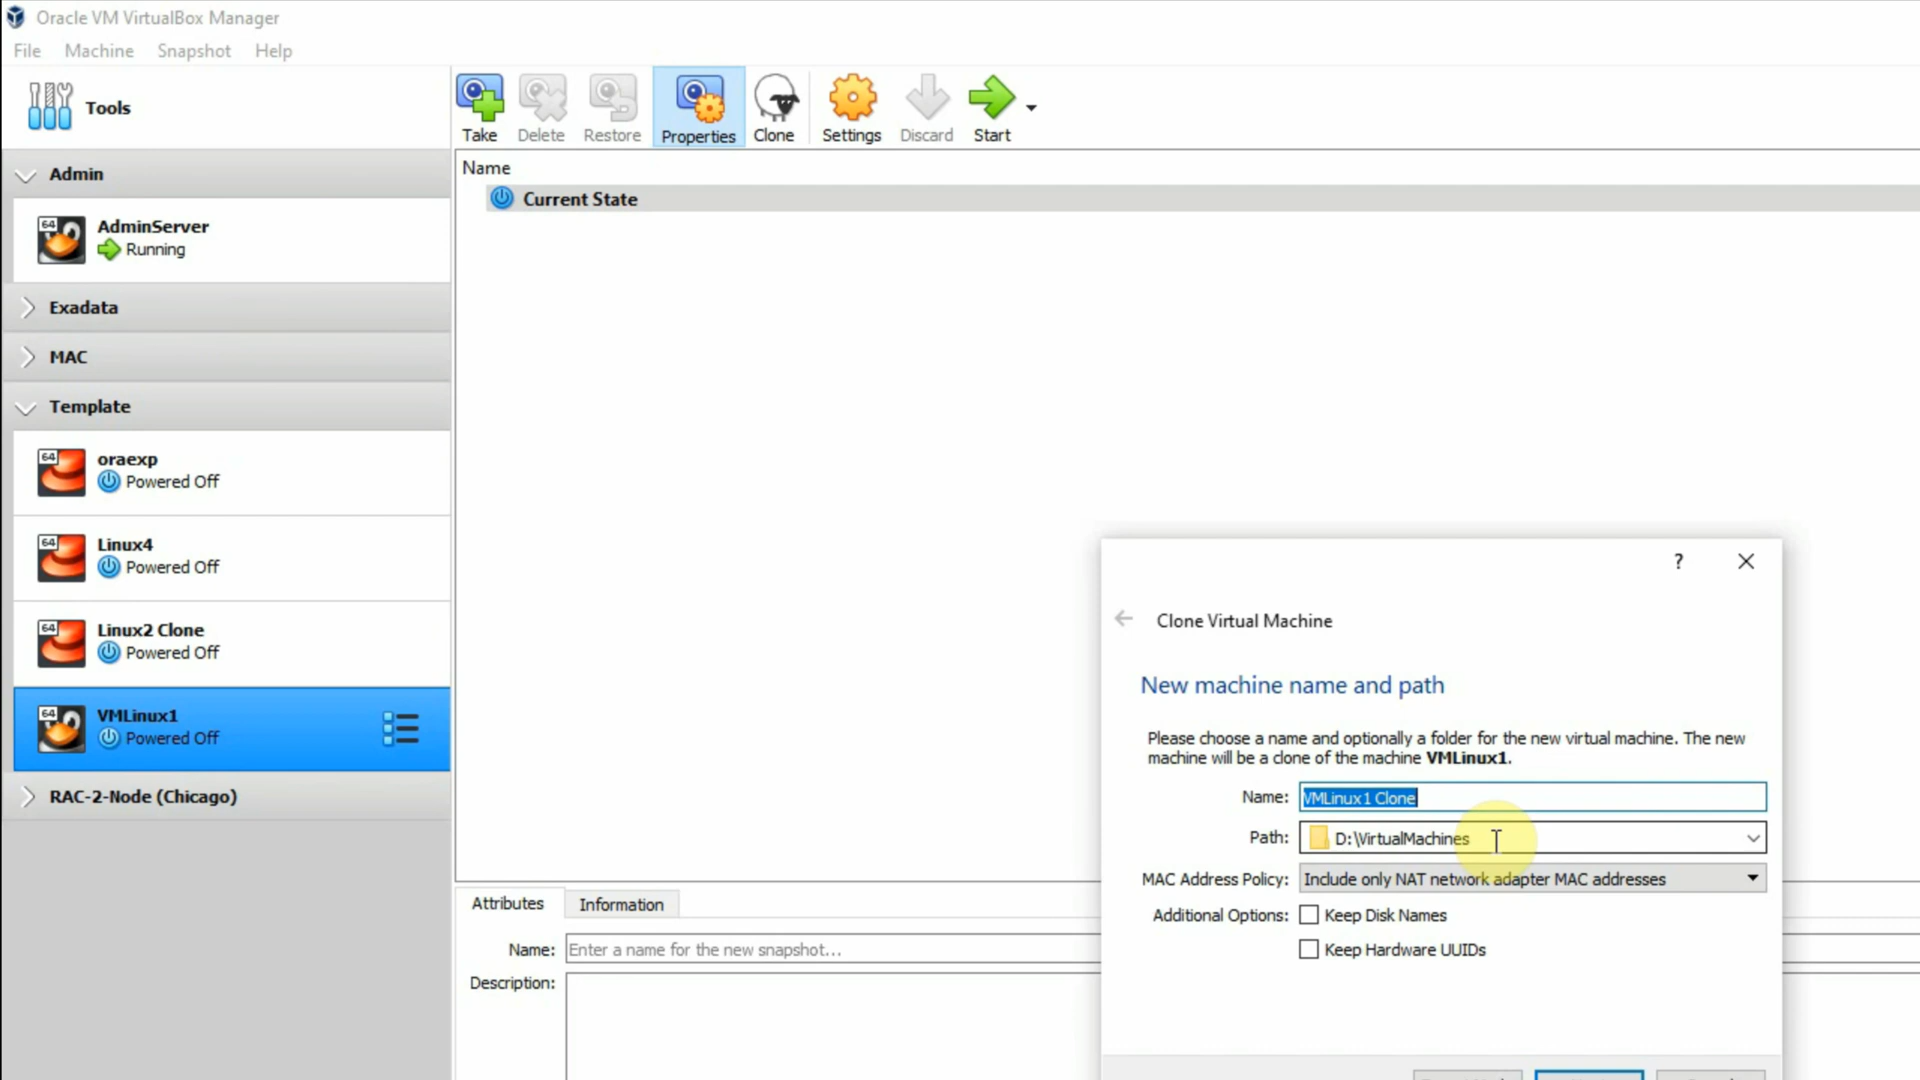 Oracle VM VirtualBox Manager
File Machine Snapshot Help
Tools
Take Delete Restore Properties Clone Settings Discard Start
Admin
64
AdminServer
Running
Exadata
MAC
Template
64
oraexp
Powered Off
64
Linux4
Powered Off
64
Linux2 Clone
Powered Off
64
VMLinux1
Powered Off
RAC-2-Node (Chicago)
Name
Current State
Attributes Information
Name: Enter a name for the new snapshot...
Description:
?
Clone Virtual Machine
New machine name and path
Please choose a name and optionally a folder for the new virtual machine. The new
machine will be a clone of the machine VMLinux1.
Name: VMLinux1 Clone
Path: D:\VirtualMachines
MAC Address Policy: Include only NAT network adapter MAC addresses
Additional Options: Keep Disk Names
Keep Hardware UUIDs